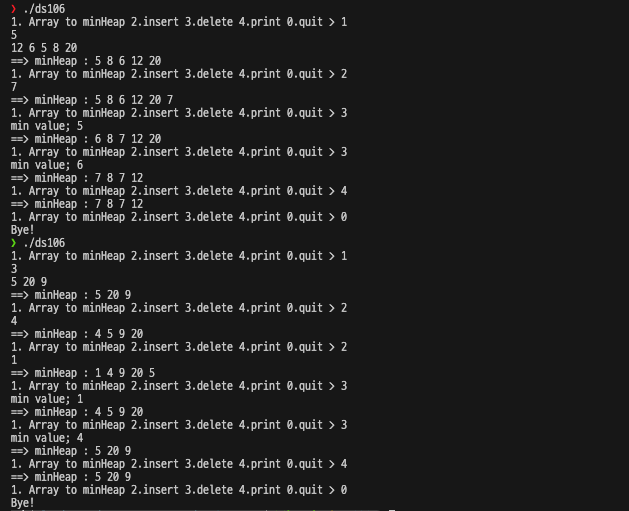 ❯ ./ds106
1. Array to minHeap 2.insert 3.delete 4.print 0.quit > 1
5
12 6 5 8 20
==> minHeap : 5 8 6 12 20
1. Array to minHeap 2.insert 3.delete 4.print 0.quit > 2
7
==> minHeap : 5 8 6 12 20 7
1. Array to minHeap 2.insert 3.delete 4.print 0.quit > 3
min value; 5
==> minHeap : 6 8 7 12 20
1. Array to minHeap 2.insert 3.delete 4.print 0.quit > 3
min value; 6
==> minHeap : 7 8 7 12
1. Array to minHeap 2.insert 3.delete 4.print 0.quit > 4
==> minHeap : 7 8 7 12
1. Array to minHeap 2.insert 3.delete 4.print 0.quit > 0
Bye!
❯ ./ds106
1. Array to minHeap 2.insert 3.delete 4.print 0.quit > 1
3
5 20 9
==> minHeap : 5 20 9
1. Array to minHeap 2.insert 3.delete 4.print 0.quit > 2
4
==> minHeap : 4 5 9 20
1. Array to minHeap 2.insert 3.delete 4.print 0.quit > 2
1
==> minHeap : 1 4 9 20 5
1. Array to minHeap 2.insert 3.delete 4.print 0.quit > 3
min value; 1
==> minHeap : 4 5 9 20
1. Array to minHeap 2.insert 3.delete 4.print 0.quit > 3
min value; 4
==> minHeap : 5 20 9
1. Array to minHeap 2.insert 3.delete 4.print 0.quit > 4
==> minHeap : 5 20 9
1. Array to minHeap 2.insert 3.delete 4.print 0.quit > 0
Bye!